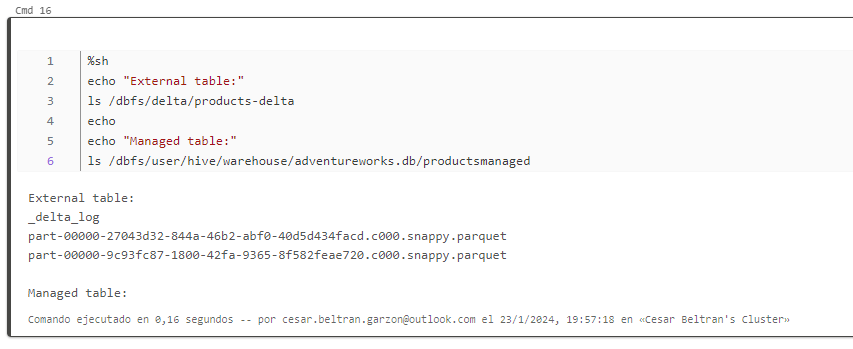 Cmd 16
1 %sh
2 echo "External table:"
3 ls /dbfs/delta/products-delta
4 echo
5 echo "Managed table:"
6 ls /dbfs/user/hive/warehouse/adventureworks.db/productsmanaged
External table:
_delta_log
part-00000-27043d32-844a-46b2-abf0-40d5d434facd.c000.snappy.parquet
part-00000-9c93fc87-1800-42fa-9365-8f582feae720.c000.snappy.parquet
Managed table:
Comando ejecutado en 0,16 segundos -- por cesar.beltran.garzon@outlook.com el 23/1/2024, 19:57:18 en «Cesar Beltran's Cluster»